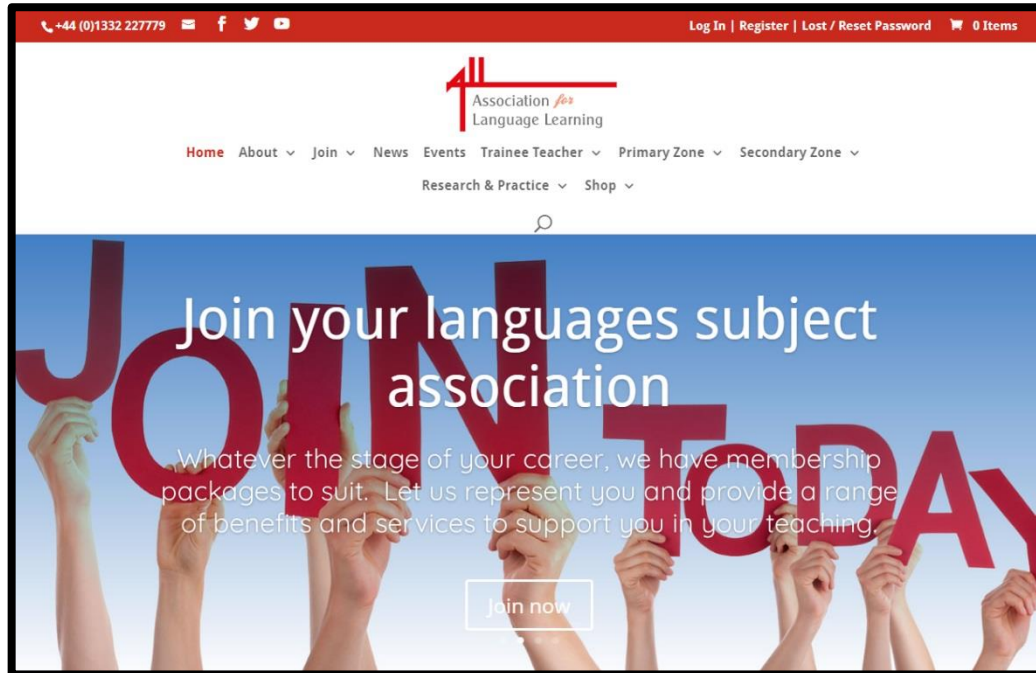 +44 (0)1332 227779
Log In | Register | Lost / Reset Password 0 Items
ALL
Association for
Language Learning
Home About Join News Events Trainee Teacher Primary Zone Secondary Zone
Research & Practice Shop
JOIN TODAY
Join your languages subject
association
Whatever the stage of your career, we have membership
packages to suit. Let us represent you and provide a range
of benefits and services to support you in your teaching.
Join now